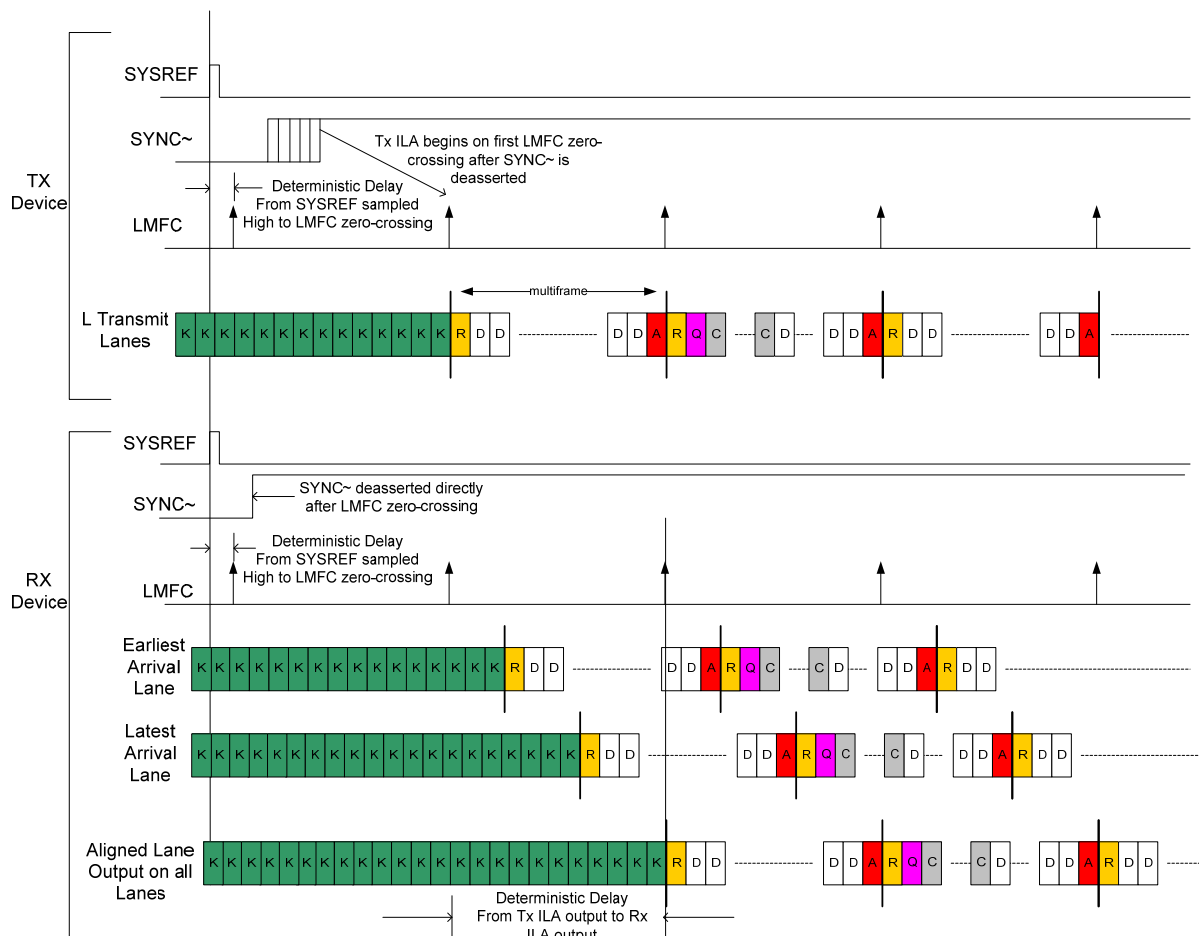 SYSREF
SYNC~
Tx ILA begins on first LMFC zero-
crossing after SYNC~ is
deasserted
TX
Device
Deterministic Delay
From SYSREF sampled
High to LMFC zero-crossing
LMFC
multiframe
L Transmit
Lanes
K K K K K K K K K K K K K K R D D D D A R Q C C D D D A R D D D D A
SYSREF
SYNC~
SYNC~ deasserted directly
after LMFC zero-crossing
Deterministic Delay
From SYSREF sampled
High to LMFC zero-crossing
RX
Device
LMFC
Earliest
Arrival
Lane
K K K K K K K K K K K K K K K K R D D D D A R Q C C D D D A R D D
Latest
Arrival
Lane
K K K K K K K K K K K K K K K K K K K K R D D D D A R Q C C D D D A R D D
Aligned Lane
Output on all
Lanes
K K K K K K K K K K K K K K K K K K K K K K K K R D D D D A R Q C C D D D A R D D
Deterministic Delay
From Tx ILA output to Rx
ILA output